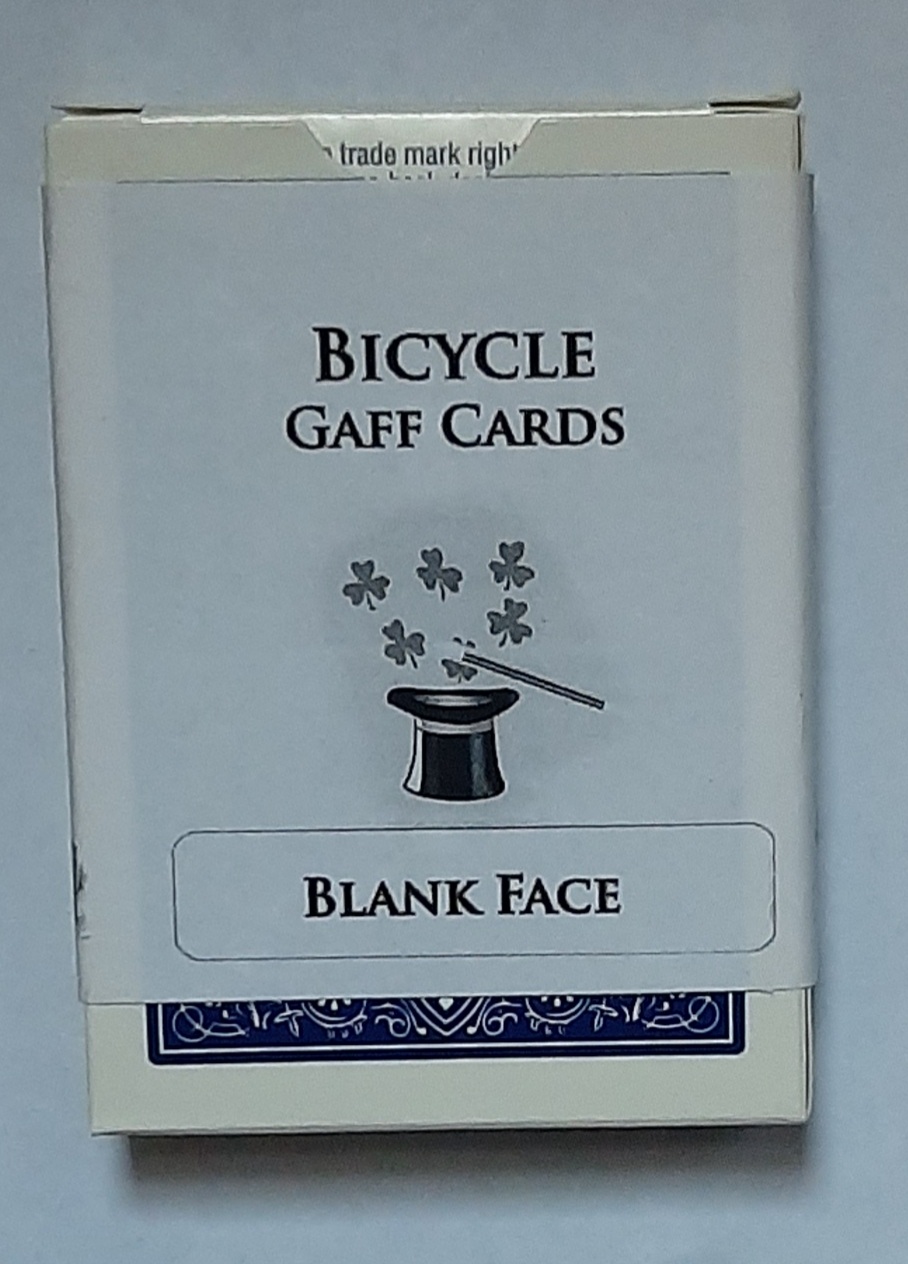 trade mark right
BICYCLE
GAFF CARDS
BLANK FACE